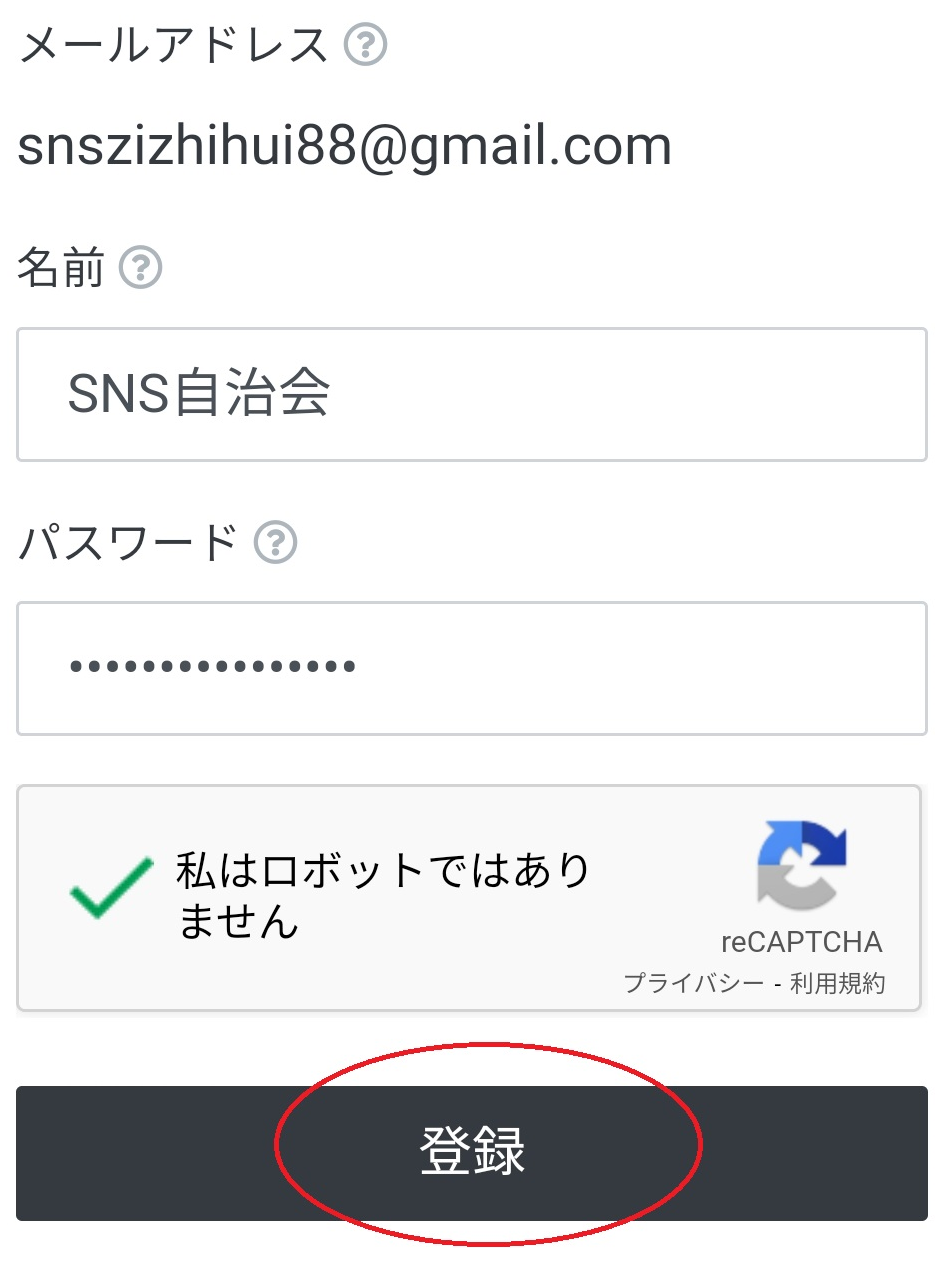 メールアドレス ?
snszizhihui88@gmail.com
名前 ?
SNS自治会
パスワード ?
••••••••••••••••
私はロボットではあり
ません
reCAPTCHA
プライバシー - 利用規約
登録